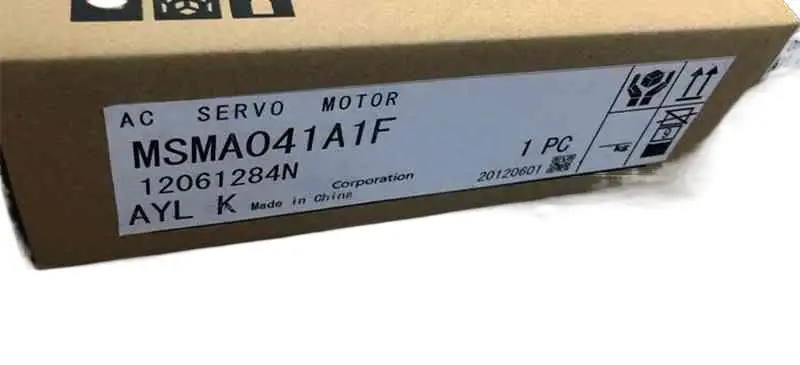 AC SERVO MOTOR
MSMA041A1F
1 PC
12061284N
Corporation
20120601
AYL K Made in China